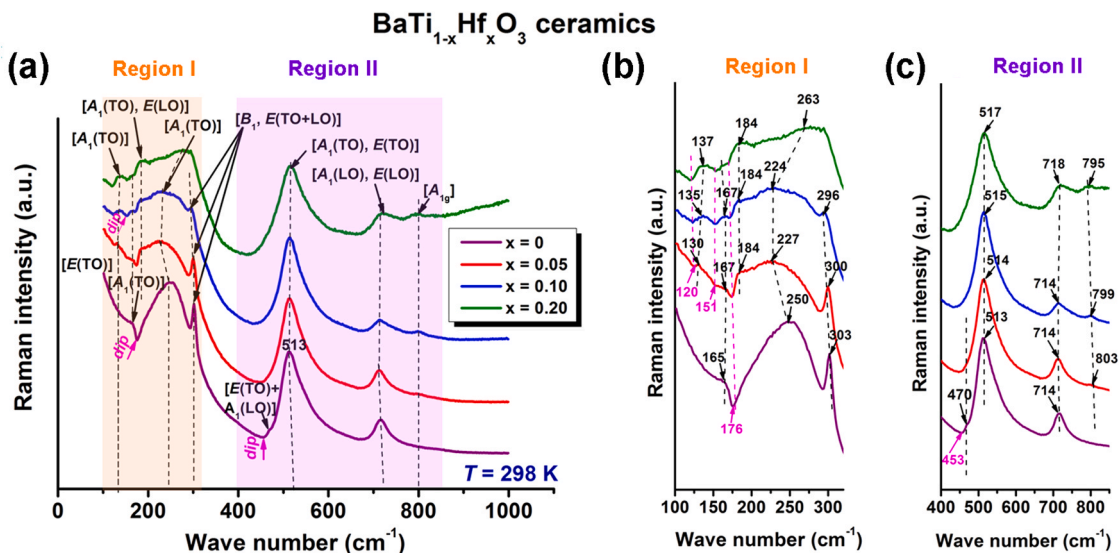 BaTi1-xHfxO3 ceramics
(a)
Region I
Region II
[A1(TO), E(LO)]
[A1(TO)]
[A1(TO)]
[B1, E(TO+LO)]
[A1(TO), E(TO)]
[A1(LO), E(LO)]
[A1g]
dip
[E(TO)]
[A1(TO)]
dip
x = 0
x = 0.05
x = 0.10
x = 0.20
513
[E(TO)+
A1(LO)]
dip
T = 298 K
Raman intensity (a.u.)
0 200 400 600 800 1000
Wave number (cm-1)
(b)
Region I
263
137
184
224
135
167
184
296
130
227
167
184
300
120
151
250
303
165
176
Raman intensity (a.u.)
100 150 200 250 300
Wave number (cm-1)
(c)
Region II
517
718
795
515
514
714
799
513
714
803
470
714
453
Raman intensity (a.u.)
400 500 600 700 800
Wave number (cm-1)